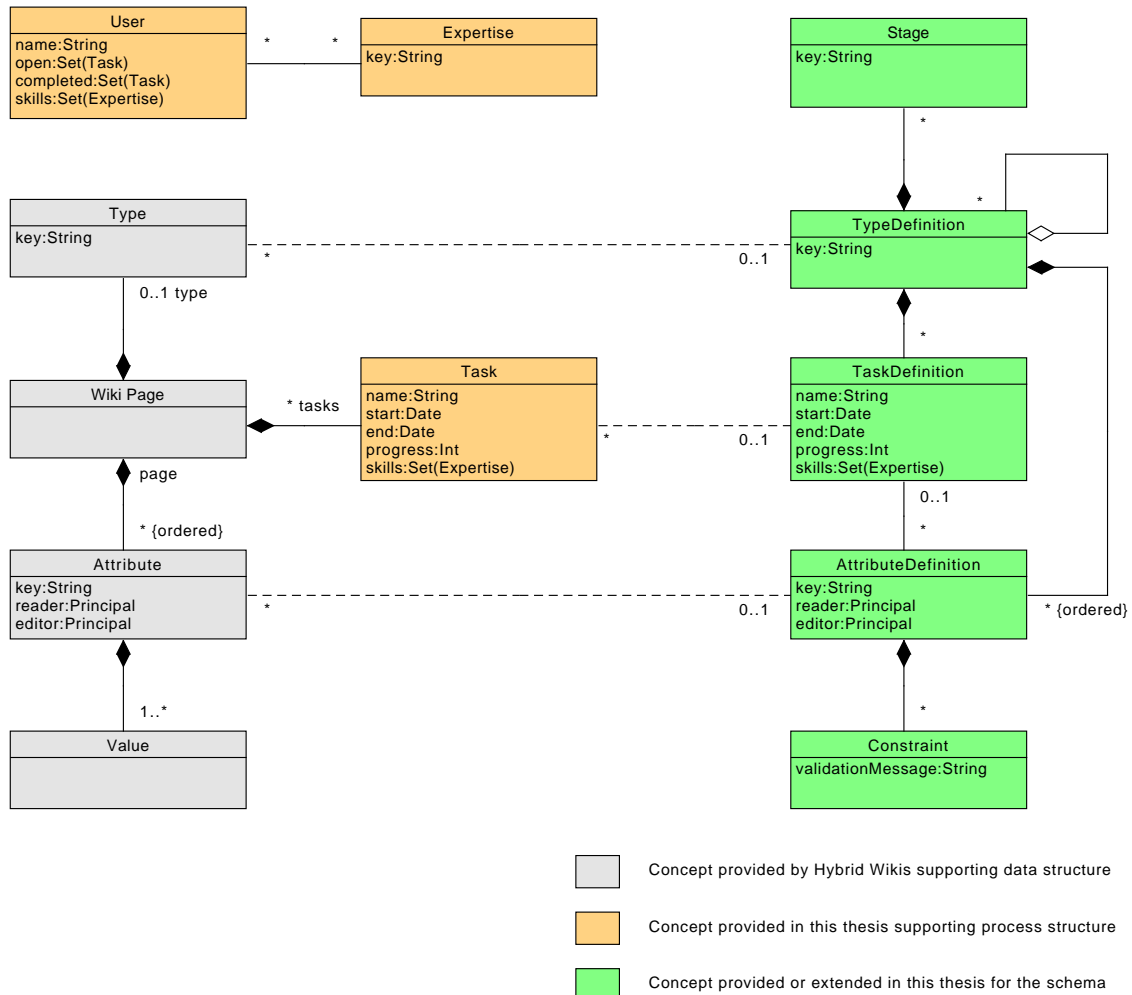 User
name:String
open:Set(Task)
completed:Set(Task)
skills:Set(Expertise)
*
*
Expertise
key:String
Stage
key:String
*
*
Type
key:String
*
0..1
TypeDefinition
key:String
0..1 type
*
Wiki Page
* tasks
Task
name:String
start:Date
end:Date
progress:Int
skills:Set(Expertise)
*
0..1
TaskDefinition
name:String
start:Date
end:Date
progress:Int
skills:Set(Expertise)
page
* {ordered}
0..1
*
Attribute
key:String
reader:Principal
editor:Principal
*
0..1
AttributeDefinition
key:String
reader:Principal
editor:Principal
* {ordered}
1..*
*
Value
Constraint
validationMessage:String
Concept provided by Hybrid Wikis supporting data structure
Concept provided in this thesis supporting process structure
Concept provided or extended in this thesis for the schema